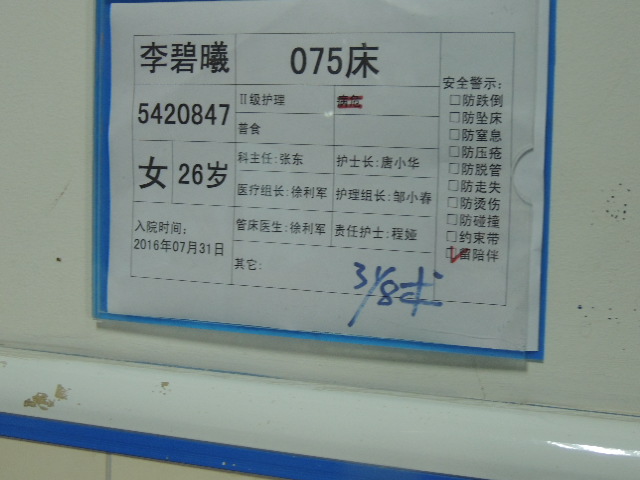 李碧曦
075床
5420847
Ⅱ级护理
普食
女
26岁
科主任:张东
护士长:唐小华
医疗组长:徐利军
护理组长:邹小春
入院时间:
2016年07月31日
管床医生:徐利军
责任护士:程娅
其它:
安全警示:
□防跌倒
□防坠床
□防窒息
□防压疮
□防脱管
□防走失
□防烫伤
□防碰撞
□约束带
□留陪伴
31/8